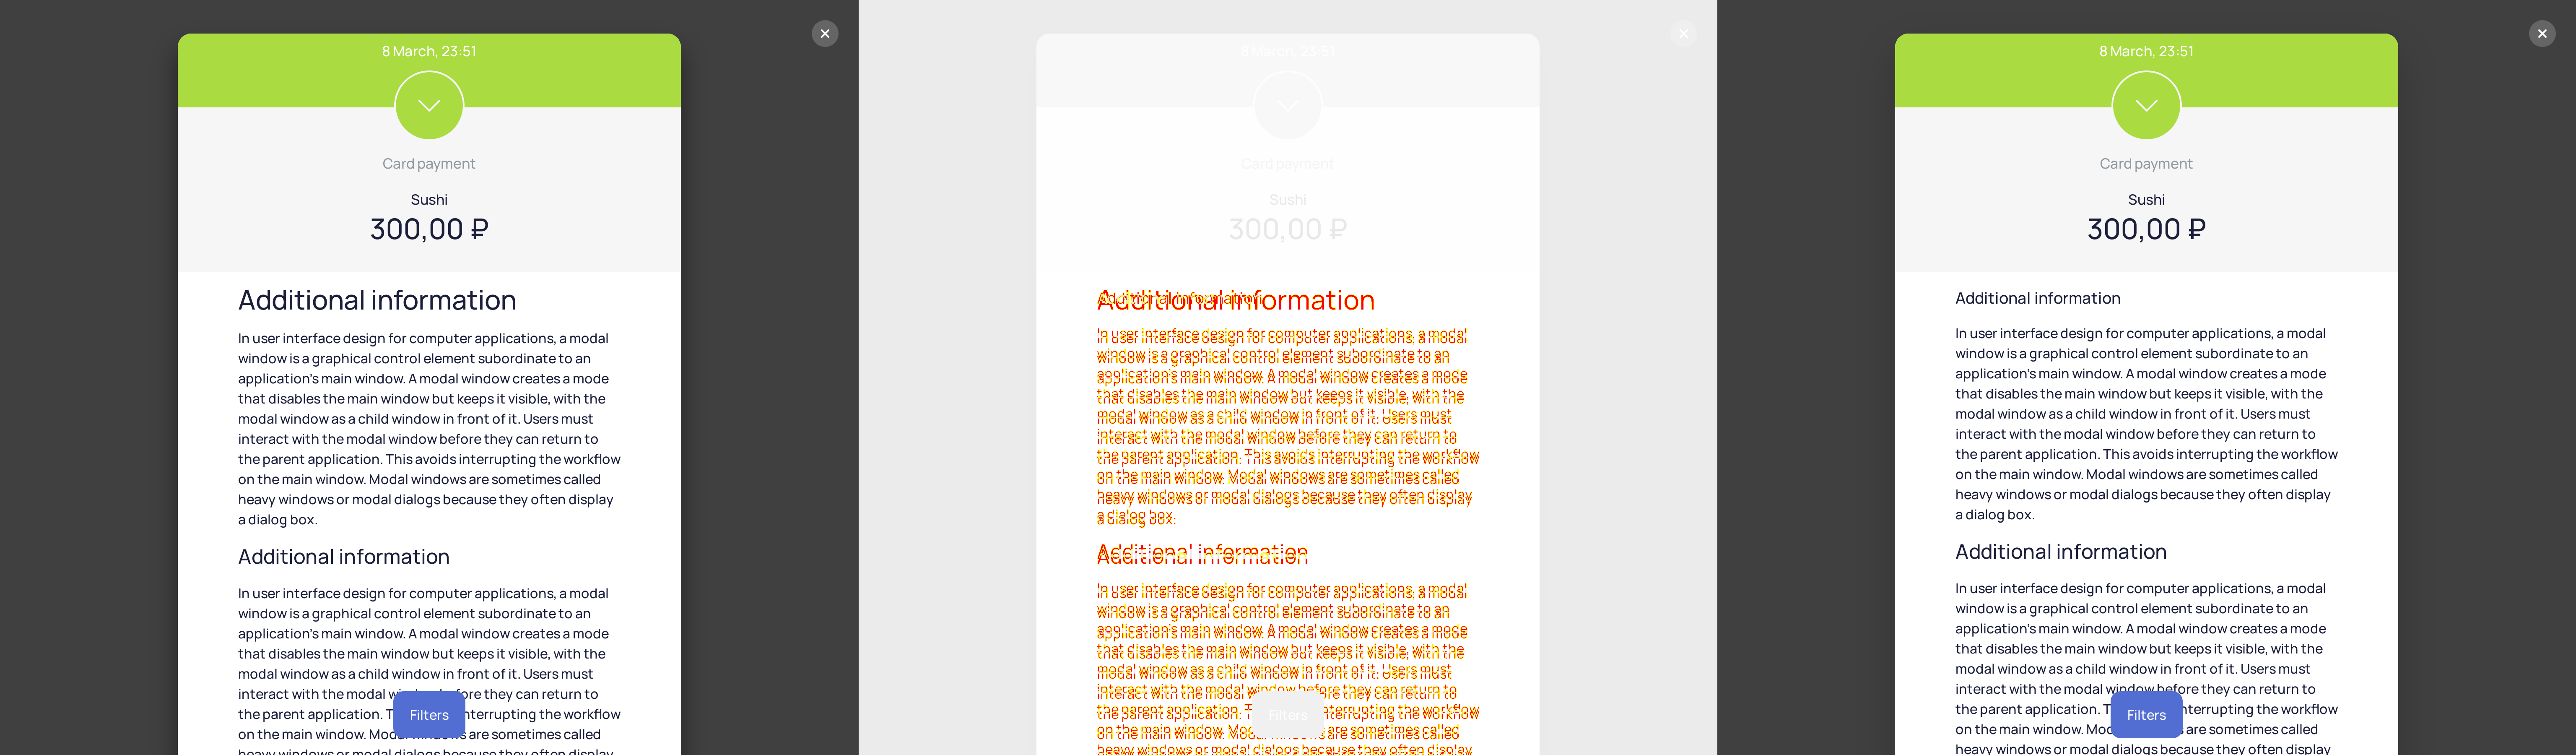 8 March, 23:51
Card payment
Sushi
300,00 ₽
Additional information
In user interface design for computer applications, a modal
window is a graphical control element subordinate to an
application's main window. A modal window creates a mode
that disables the main window but keeps it visible, with the
modal window as a child window in front of it. Users must
interact with the modal window before they can return to
the parent application. This avoids interrupting the workflow
on the main window. Modal windows are sometimes called
heavy windows or modal dialogs because they often display
a dialog box.
Additional information
In user interface design for computer applications, a modal
window is a graphical control element subordinate to an
application's main window. A modal window creates a mode
that disables the main window but keeps it visible, with the
modal window as a child window in front of it. Users must
interact with the modal they can return to
the parent application. T nterrupting the workflow
Filters
on the main window. Modal windows are sometimes called
heavy windows or modal dialogs because they often display
8 March, 23:51
Card payment
Sushi
300,00 ₽
Additional information
In user interface design for computer applications, a modal
window is a graphical control element subordinate to an
application's main window. A modal window creates a mode
that disables the main window but keeps it visible, with the
modal window as a child window in front of it. Users must
interact with the modal window before they can return to
the parent application. This avoids interrupting the workflow
on the main window. Modal windows are sometimes called
heavy windows or modal dialogs because they often display
a dialog box.
Additional information
In user interface design for computer applications, a modal
window is a graphical control element subordinate to an
application's main window. A modal window creates a mode
that disables the main window but keeps it visible, with the
modal window as a child window in front of it. Users must
interact with the modal window before they can return to
the parent application. T nterrupting the workflow
Filters
on the main window. are sometimes called
heavy windows or modal dialogs because they often display
8 March, 23:51
Card payment
Sushi
300,00 ₽
Additional information
In user interface design for computer applications, a modal
window is a graphical control element subordinate to an
application's main window. A modal window creates a mode
that disables the main window but keeps it visible, with the
modal window as a child window in front of it. Users must
interact with the modal window before they can return to
the parent application. This avoids interrupting the workflow
on the main window. Modal windows are sometimes called
heavy windows or modal dialogs because they often display
a dialog box.
Additional information
In user interface design for computer applications, a modal
window is a graphical control element subordinate to an
application's main window. A modal window creates a mode
that disables the main window but keeps it visible, with the
modal window as a child window in front of it. Users must
interact with the modal window before they can return to
the parent application. T nterrupting the workflow
Filters
on the main window. are sometimes called
heavy windows or modal dialogs because they often display